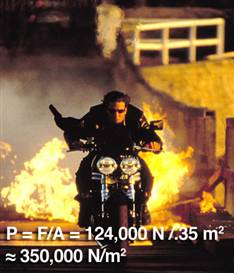 P = F/A = 124,000 N /.35 m²
≈ 350,000 N/m²